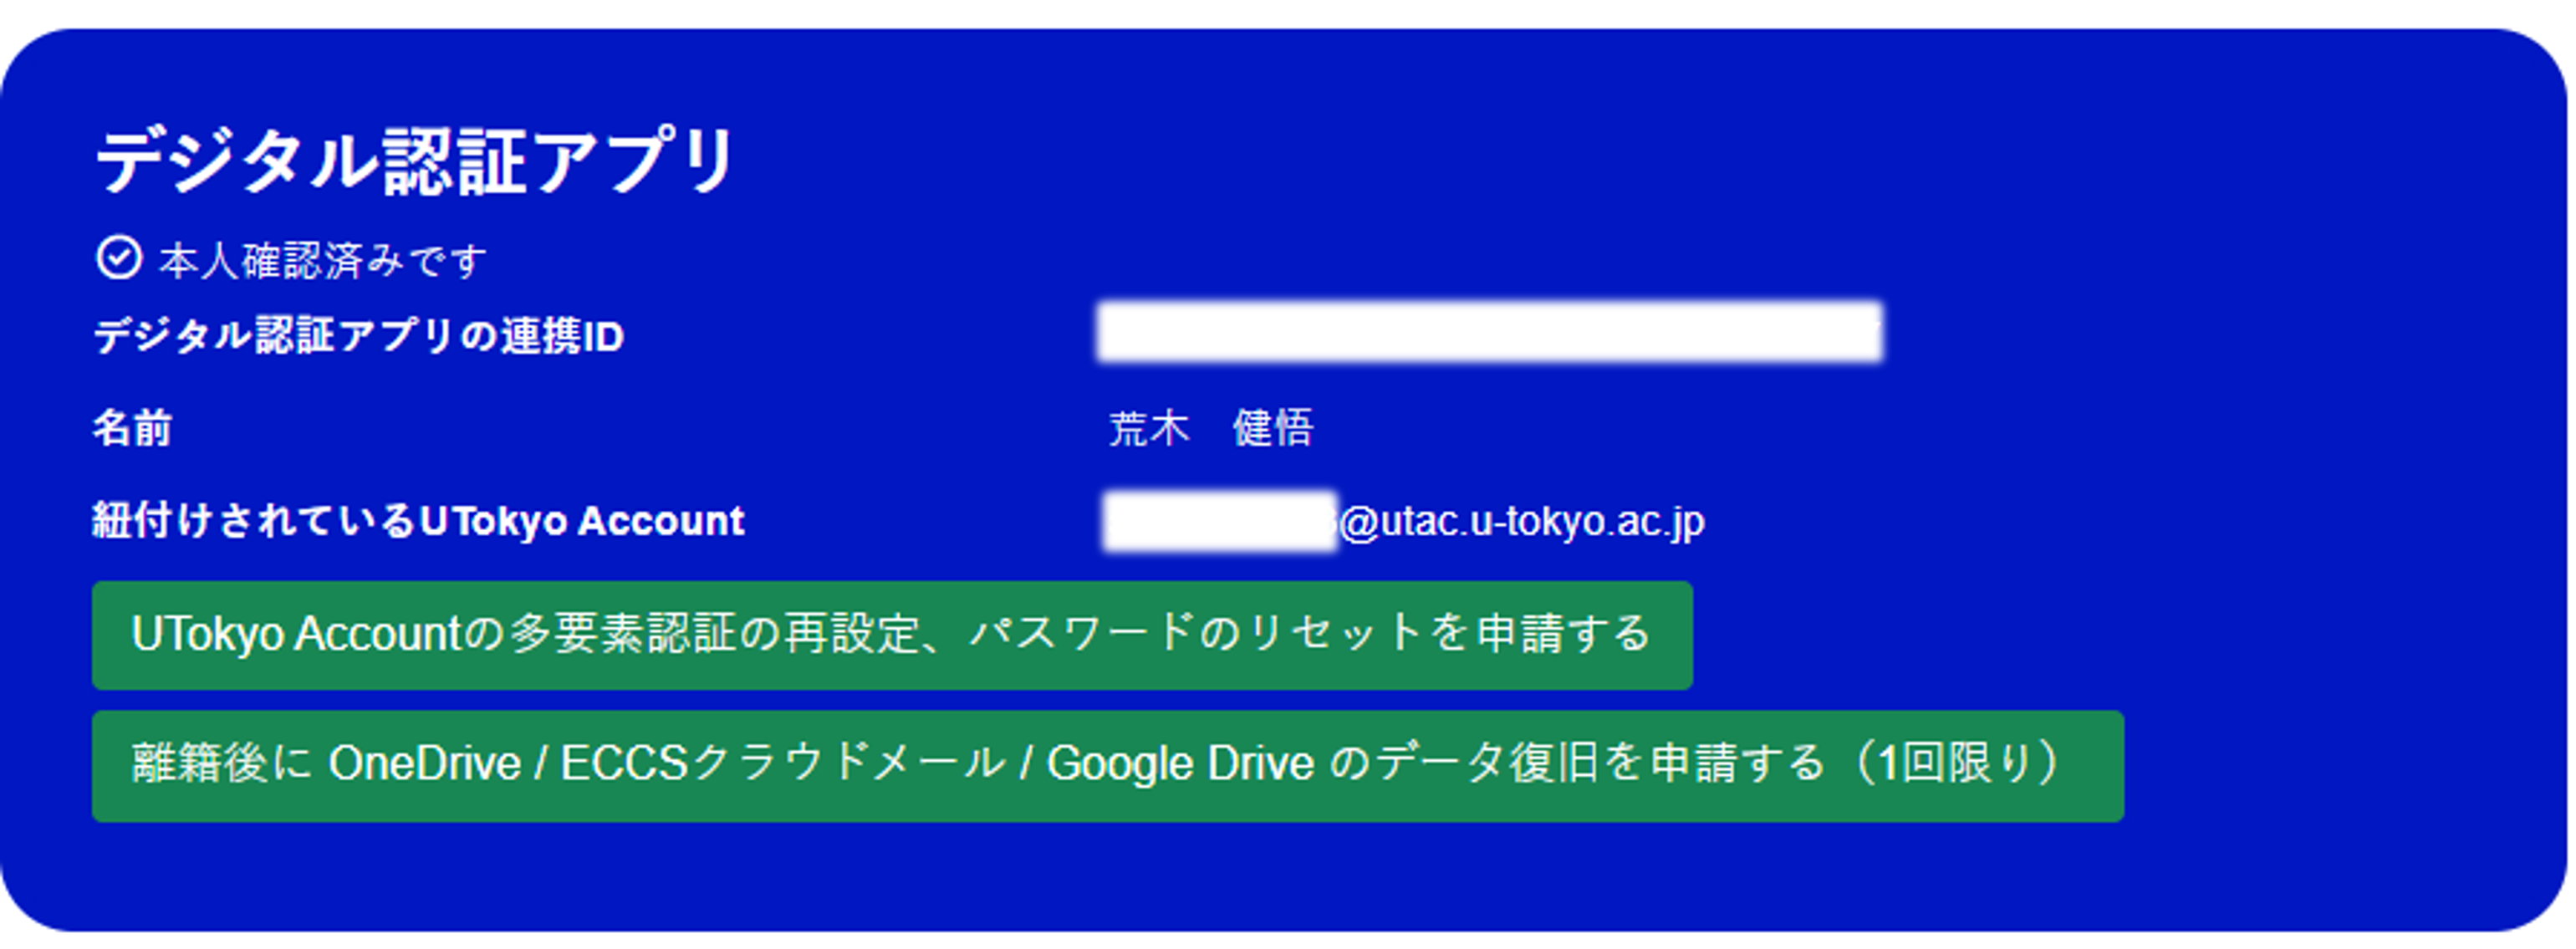 デジタル認証アプリ
本人確認済みです
デジタル認証アプリの連携ID
名前 荒木　健悟
紐付けされているUTokyo Account @utac.u-tokyo.ac.jp
UTokyo Accountの多要素認証の再設定、パスワードのリセットを申請する
離籍後に OneDrive / ECCSクラウドメール / Google Drive のデータ復旧を申請する（1回限り）